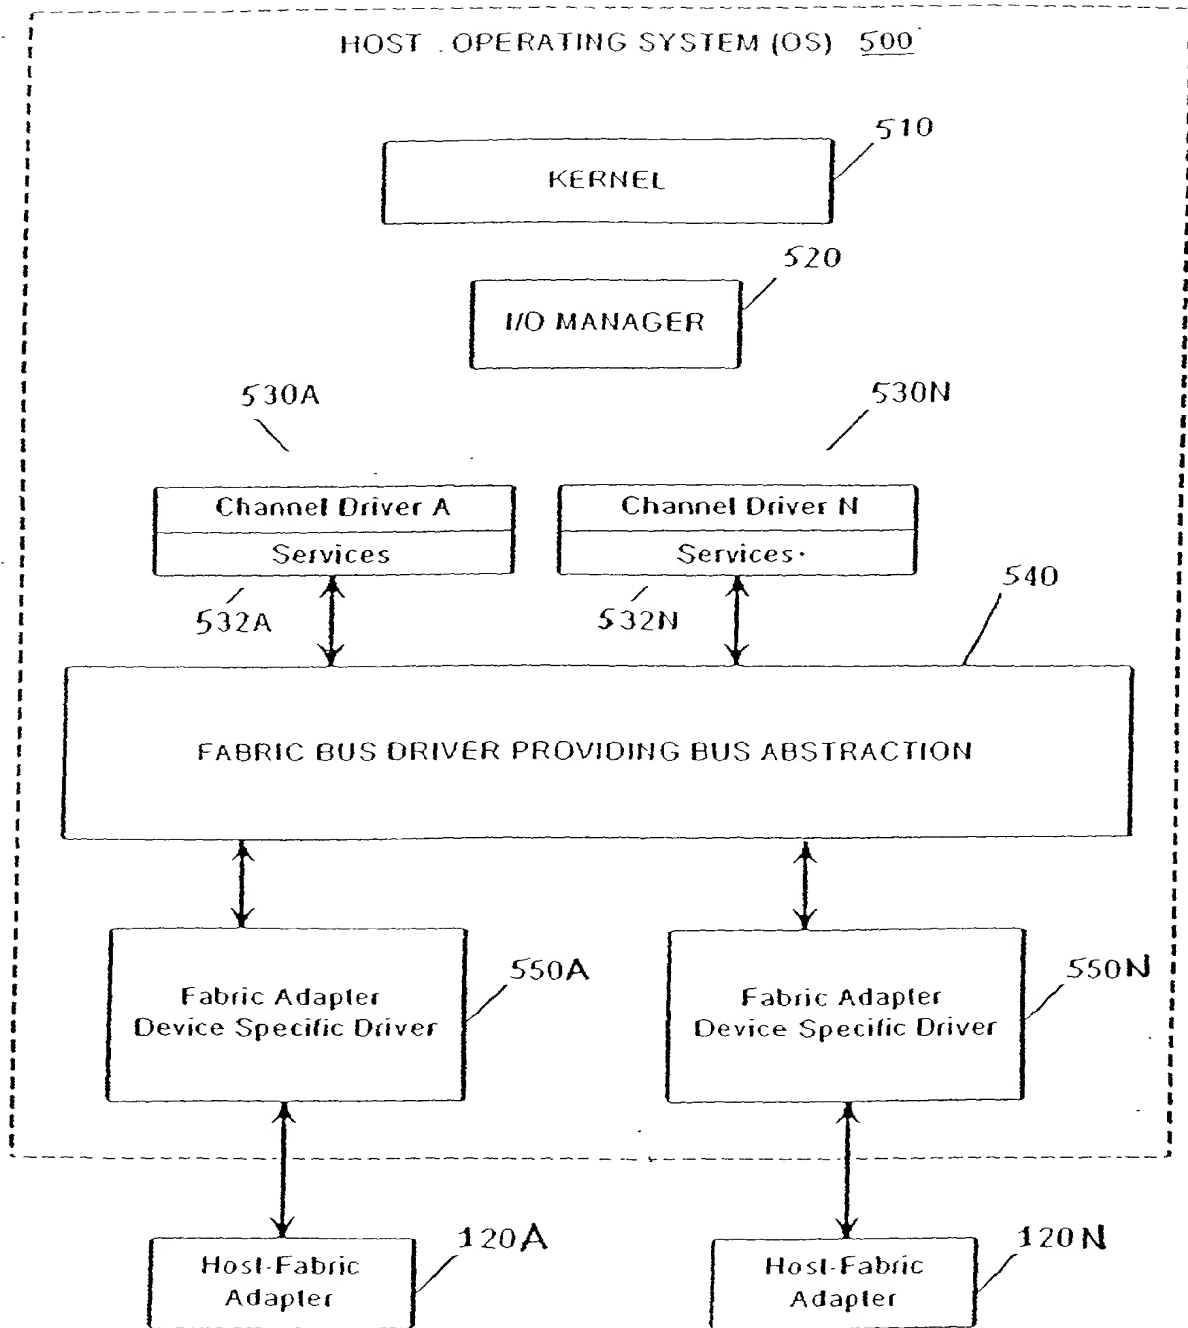 HOST OPERATING SYSTEM (OS) 500
510
KERNEL
520
I/O MANAGER
530A
530N
Channel Driver A
Services
Channel Driver N
Services
532A
532N
540
FABRIC BUS DRIVER PROVIDING BUS ABSTRACTION
550A
Fabric Adapter
Device Specific Driver
550N
Fabric Adapter
Device Specific Driver
120A
Host-Fabric
Adapter
120N
Host-Fabric
Adapter